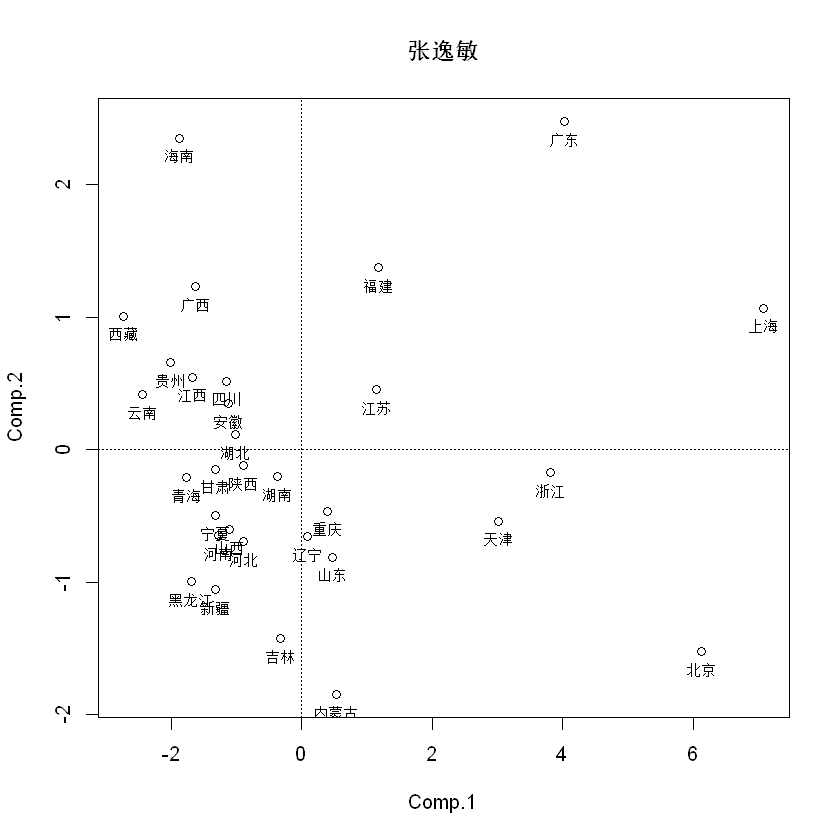 张逸敏
海南
广东
2
福建
广西
上海
1
西藏
贵州
江西
四川
江苏
云南
安徽
Comp.2
0
湖北
陕西
甘肃
湖南
青海
浙江
重庆
宁夏
天津
山西
河南
辽宁
河北
山东
-1
黑龙江
新疆
吉林
北京
-2
内蒙古
-2
0
2
4
6
Comp.1